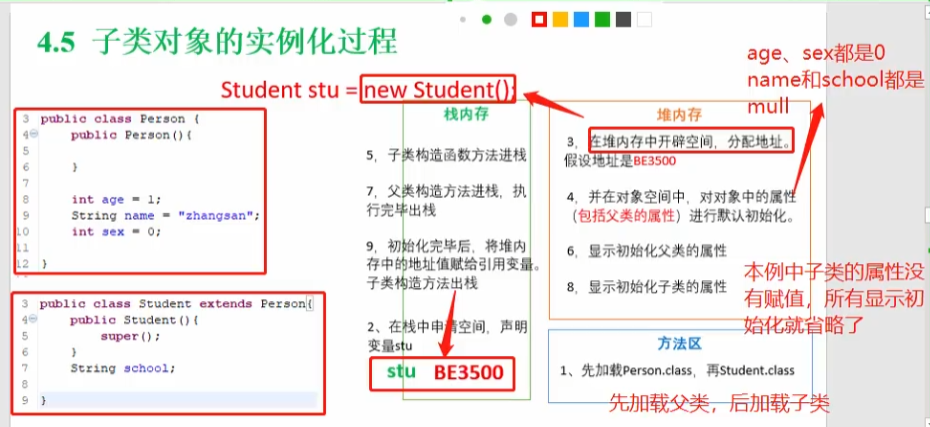 4.5 子类对象的实例化过程
Student stu = new Student();
age、sex都是0
name和school都是
mull
3 public class Person {
4 public Person(){
5
6 }
7
8 int age = 1;
9 String name = "zhangsan";
10 int sex = 0;
11
12 }
3 public class Student extends Person{
4 public Student(){
5 super();
6 }
7 String school;
8
9 }
栈内存
5，子类构造函数方法进栈
7，父类构造方法进栈，执
行完毕出栈
9，初始化完毕后，将堆内
存中的地址值赋给引用变量。
子类构造方法出栈
2、在栈中申请空间，声明
变量stu
stu BE3500
堆内存
3，在堆内存中开辟空间，分配地址。
假设地址是BE3500
4，并在对象空间中，对对象中的属性
（包括父类的属性）进行默认初始化。
6，显示初始化父类的属性
8，显示初始化子类的属性
本例中子类的属性没
有赋值，所有显示初
始化就省略了
方法区
1、先加载Person.class，再Student.class
先加载父类，后加载子类